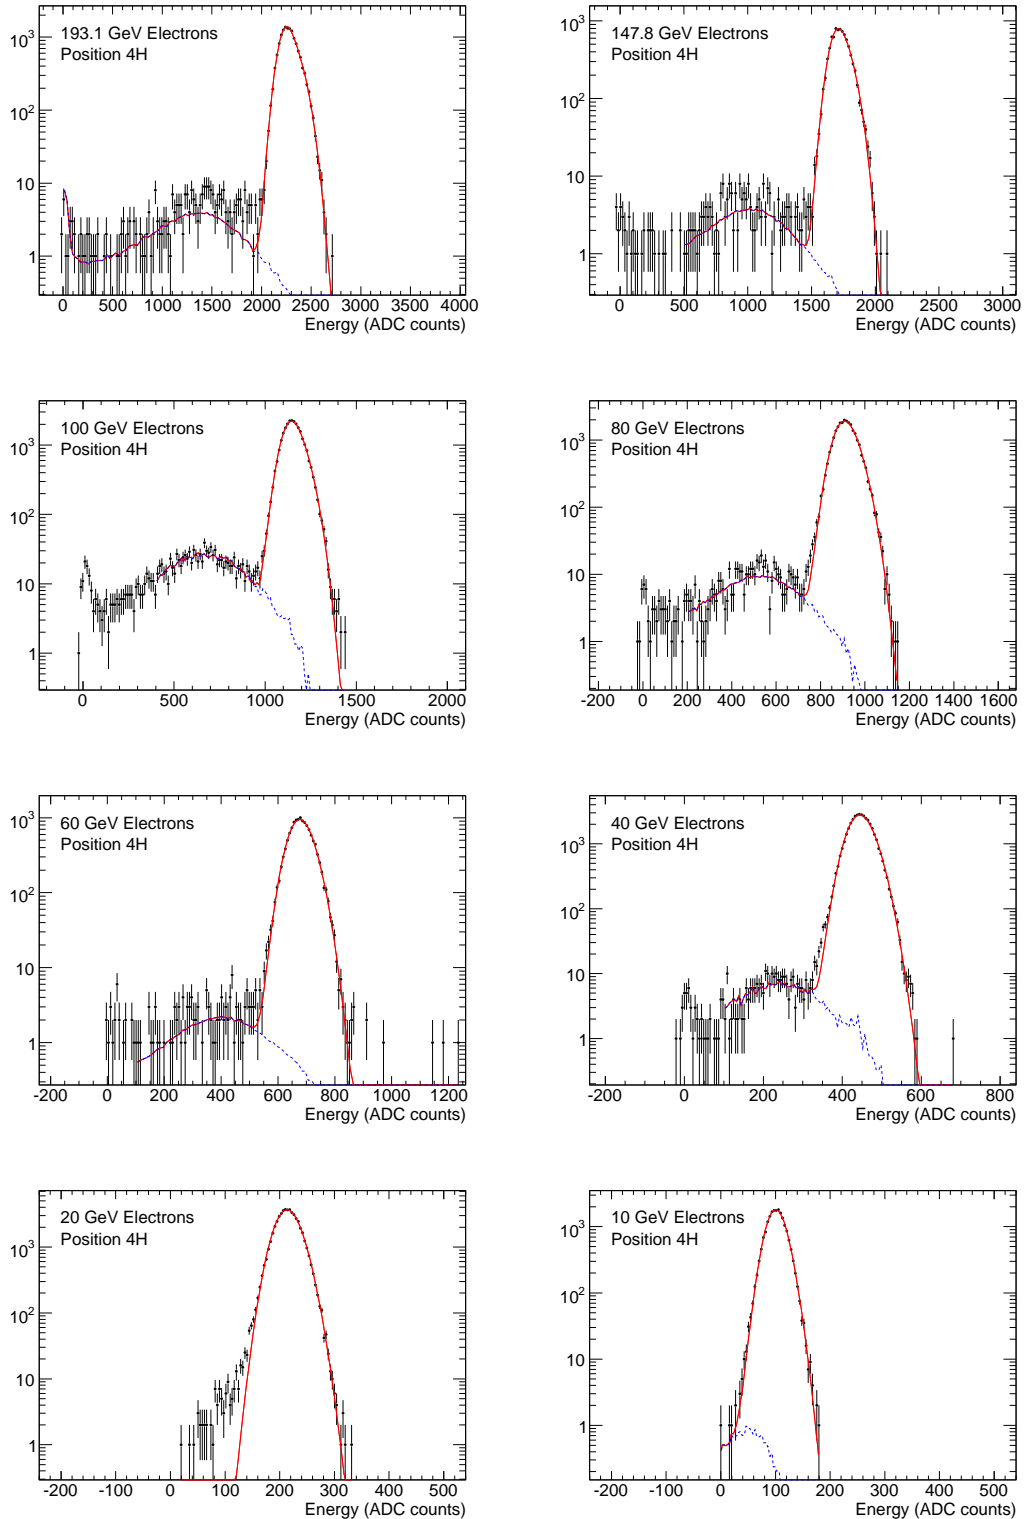 193.1 GeV Electrons
Position 4H
10³
10²
10
1
0 500 1000 1500 2000 2500 3000 3500 4000
Energy (ADC counts)
147.8 GeV Electrons
Position 4H
10³
10²
10
1
0 500 1000 1500 2000 2500 3000
Energy (ADC counts)
100 GeV Electrons
Position 4H
10³
10²
10
1
0 500 1000 1500 2000
Energy (ADC counts)
80 GeV Electrons
Position 4H
10³
10²
10
1
-200 0 200 400 600 800 1000 1200 1400 1600
Energy (ADC counts)
60 GeV Electrons
Position 4H
10³
10²
10
1
-200 0 200 400 600 800 1000 1200
Energy (ADC counts)
40 GeV Electrons
Position 4H
10³
10²
10
1
-200 0 200 400 600 800
Energy (ADC counts)
20 GeV Electrons
Position 4H
10³
10²
10
1
-200 -100 0 100 200 300 400 500
Energy (ADC counts)
10 GeV Electrons
Position 4H
10³
10²
10
1
-200 -100 0 100 200 300 400 500
Energy (ADC counts)